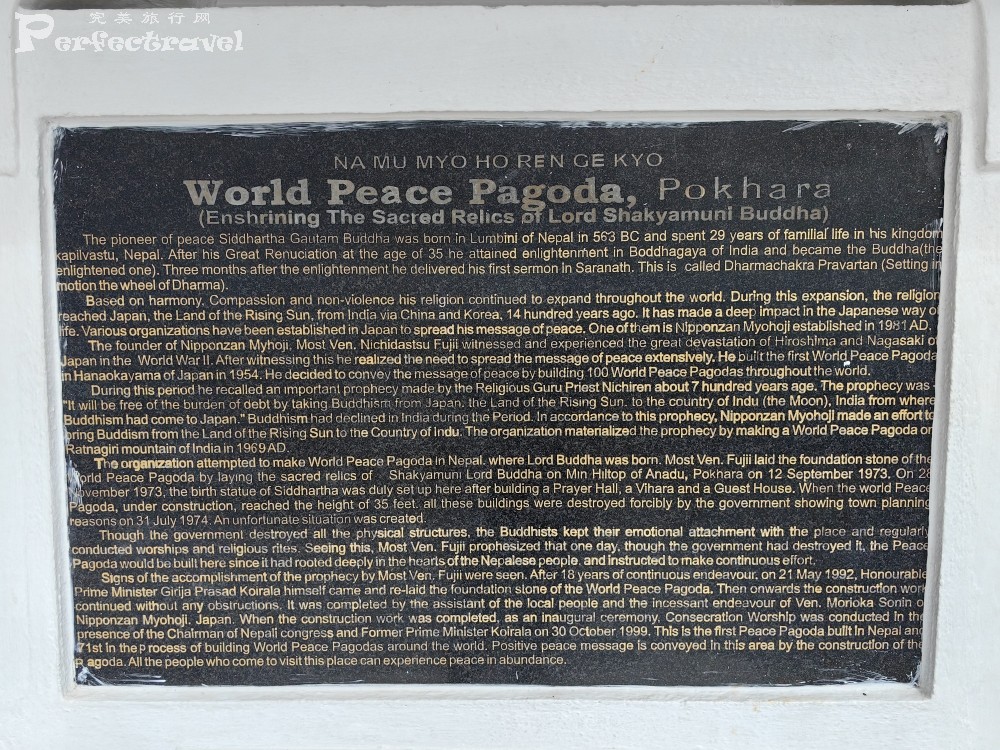 完美旅行网
Perfectravel
NA MU MYO HO REN GE KYO
World Peace Pagoda, Pokhara
(Enshrining The Sacred Relics of Lord Shakyamuni Buddha)
The pioneer of peace Siddhartha Gautam Buddha was born in Lumbini of Nepal in 563 BC and spent 29 years of familial life in his kingdom
kapilvastu, Nepal. After his Great Renuciation at the age of 35 he attained enlightenment in Boddhagaya of India and became the Buddha(the
enlightened one). Three months after the enlightenment he delivered his first sermon In Saranath. This is called Dharmachakra Pravartan (Setting in
motion the wheel of Dharma).
Based on harmony, Compassion and non-violence his religion continued to expand throughout the world. During this expansion, the religion
reached Japan, the Land of the Rising Sun, from India via China and Korea, 14 hundred years ago. It has made a deep impact in the Japanese way of
life. Various organizations have been established in Japan to spread his message of peace. One of them is Nipponzan Myohoji established in 1981 AD.
The founder of Nipponzan Myhoji, Most Ven. Nichidastsu Fujii witnessed and experienced the great devastation of Hiroshima and Nagasaki of
Japan in the World War II. After witnessing this he realized the need to spread the message of peace extensively. He built the first World Peace Pagoda
in Hanaokayama of Japan in 1954. He decided to convey the message of peace by building 100 World Peace Pagodas throughout the world.
During this period he recalled an important prophecy made by the Religious Guru Priest Nichiren about 7 hundred years age. The prophecy was -
"It will be free of the burden of debt by taking Buddhism from Japan, the Land of the Rising Sun, to the country of Indu (the Moon), India from where
Buddhism had come to Japan." Buddhism had declined in India during the Period. In accordance to this prophecy, Nipponzan Myohoji made an effort to
bring Buddism from the Land of the Rising Sun to the Country of Indu. The organization materialized the prophecy by making a World Peace Pagoda on
Ratnagiri mountain of India in 1969 AD.
The organization attempted to make World Peace Pagoda in Nepal, where Lord Buddha was born. Most Ven. Fujii laid the foundation stone of the
World Peace Pagoda by laying the sacred relics of Shakyamuni Lord Buddha on Min Hiltop of Anadu, Pokhara on 12 September 1973. On 28
November 1973, the birth statue of Siddhartha was duly set up here after building a Prayer Hall, a Vihara and a Guest House. When the world Peace
Pagoda, under construction, reached the height of 35 feet, all these buildings were destroyed forcibly by the government showing town planning
reasons on 31 July 1974. An unfortunate situation was created.
Though the government destroyed all the physical structures, the Buddhists kept their emotional attachment with the place and regularly
conducted worships and religious rites. Seeing this, Most Ven. Fujii prophesized that one day, though the government had destroyed It, the Peace
Pagoda would be built here since it had rooted deeply in the hearts of the Nepalese people, and instructed to make continuous effort.
Signs of the accomplishment of the prophecy by Most Ven. Fujii were seen. After 18 years of continuous endeavour, on 21 May 1992, Honourable
Prime Minister Girija Prasad Koirala himself came and re-laid the foundation stone of the World Peace Pagoda. Then onwards the construction work
continued without any obstructions. It was completed by the assistant of the local people and the incessant endeavour of Ven. Morioka Sonin of
Nipponzan Myohoji, Japan. When the construction work was completed, as an inaugural ceremony, Consecration Worship was conducted in the
presence of the Chairman of Nepali congress and Former Prime Minister Koirala on 30 October 1999. This is the first Peace Pagoda built In Nepal and
71st in the process of building World Peace Pagodas around the world. Positive peace message is conveyed in this area by the construction of the
Pagoda. All the people who come to visit this place can experience peace in abundance.